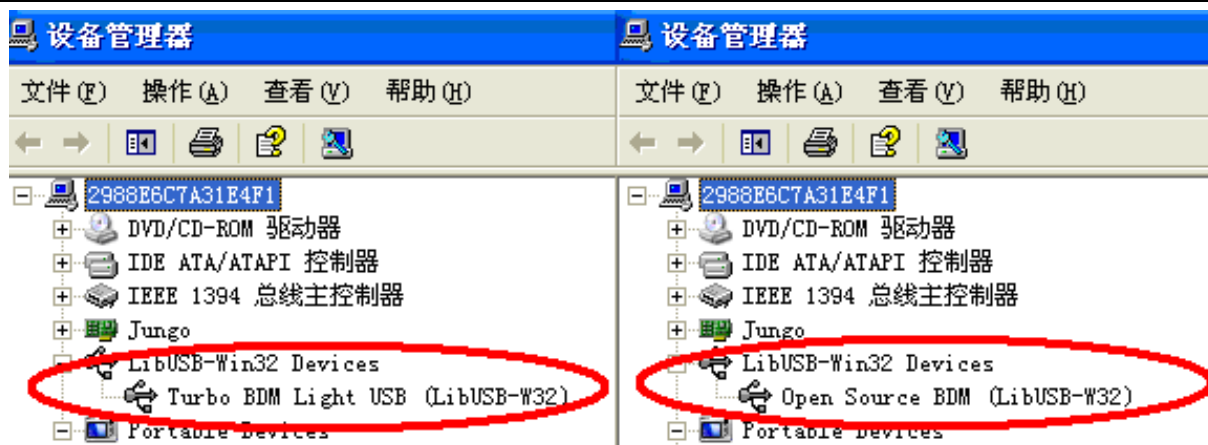 设备管理器
文件(F) 操作(A) 查看(V) 帮助(H)
2988E6C7A31E4F1
DVD/CD-ROM 驱动器
IDE ATA/ATAPI 控制器
IEEE 1394 总线主控制器
Jungo
LibUSB-Win32 Devices
Turbo BDM Light USB (LibUSB-W32)
Portable Devices
设备管理器
文件(F) 操作(A) 查看(V) 帮助(H)
2988E6C7A31E4F1
DVD/CD-ROM 驱动器
IDE ATA/ATAPI 控制器
IEEE 1394 总线主控制器
Jungo
LibUSB-Win32 Devices
Open Source BDM (LibUSB-W32)
Portable Devices